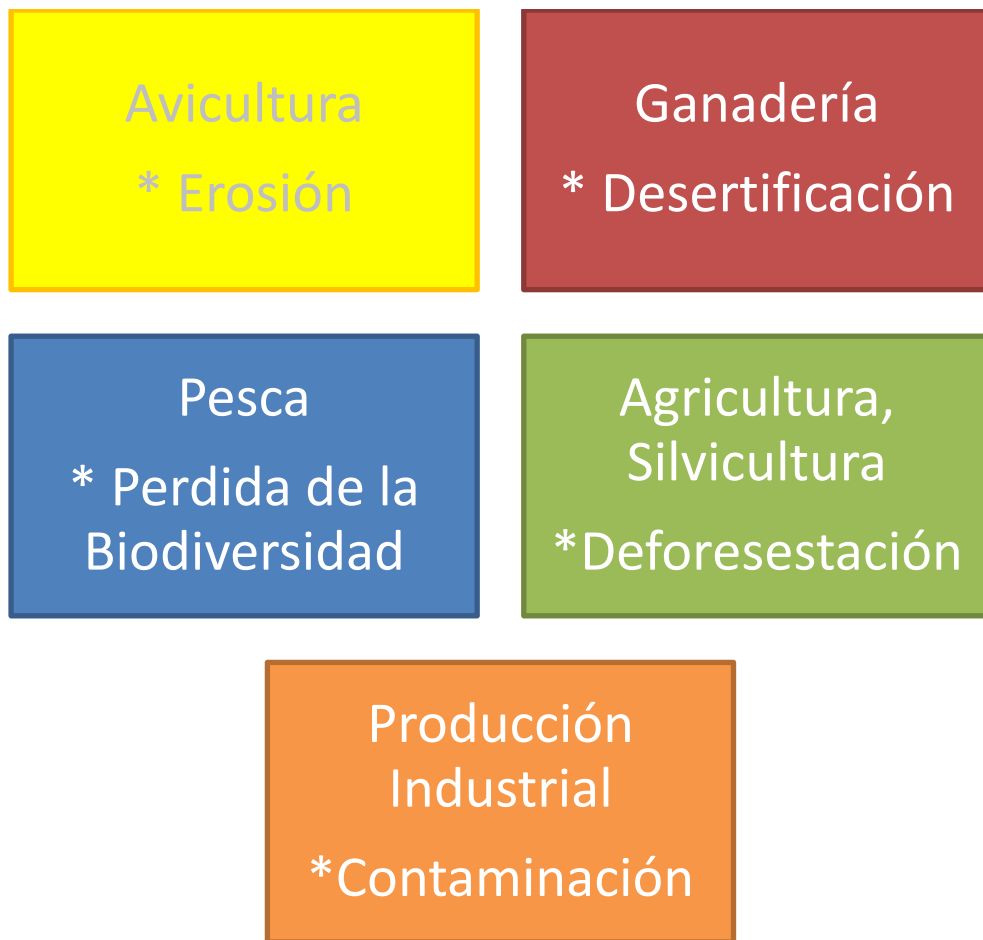 Avicultura
* Erosión
Ganadería
* Desertificación
Pesca
* Perdida de la
Biodiversidad
Agricultura,
Silvicultura
*Deforesestación
Producción
Industrial
*Contaminación